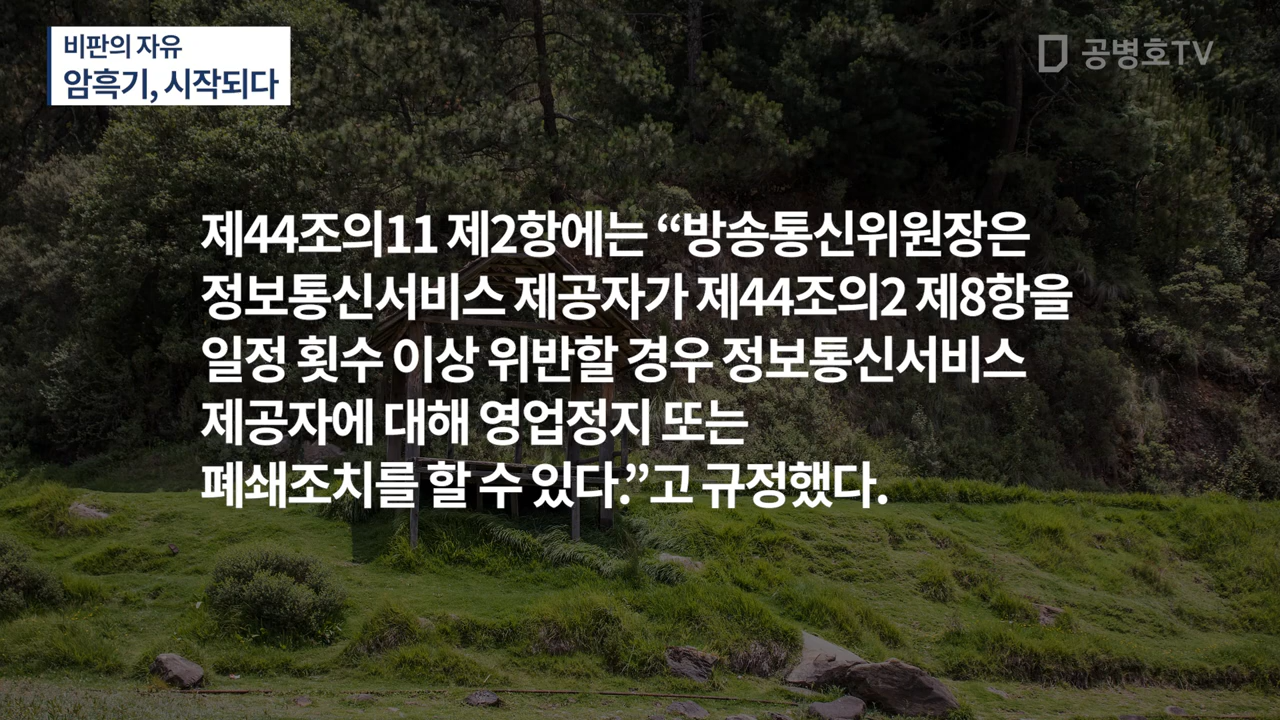 비판의 자유
암흑기, 시작되다
공병호TV
제44조의11 제2항에는 “방송통신위원장은
정보통신서비스 제공자가 제44조의2 제8항을
일정 횟수 이상 위반할 경우 정보통신서비스
제공자에 대해 영업정지 또는
폐쇄조치를 할 수 있다.”고 규정했다.